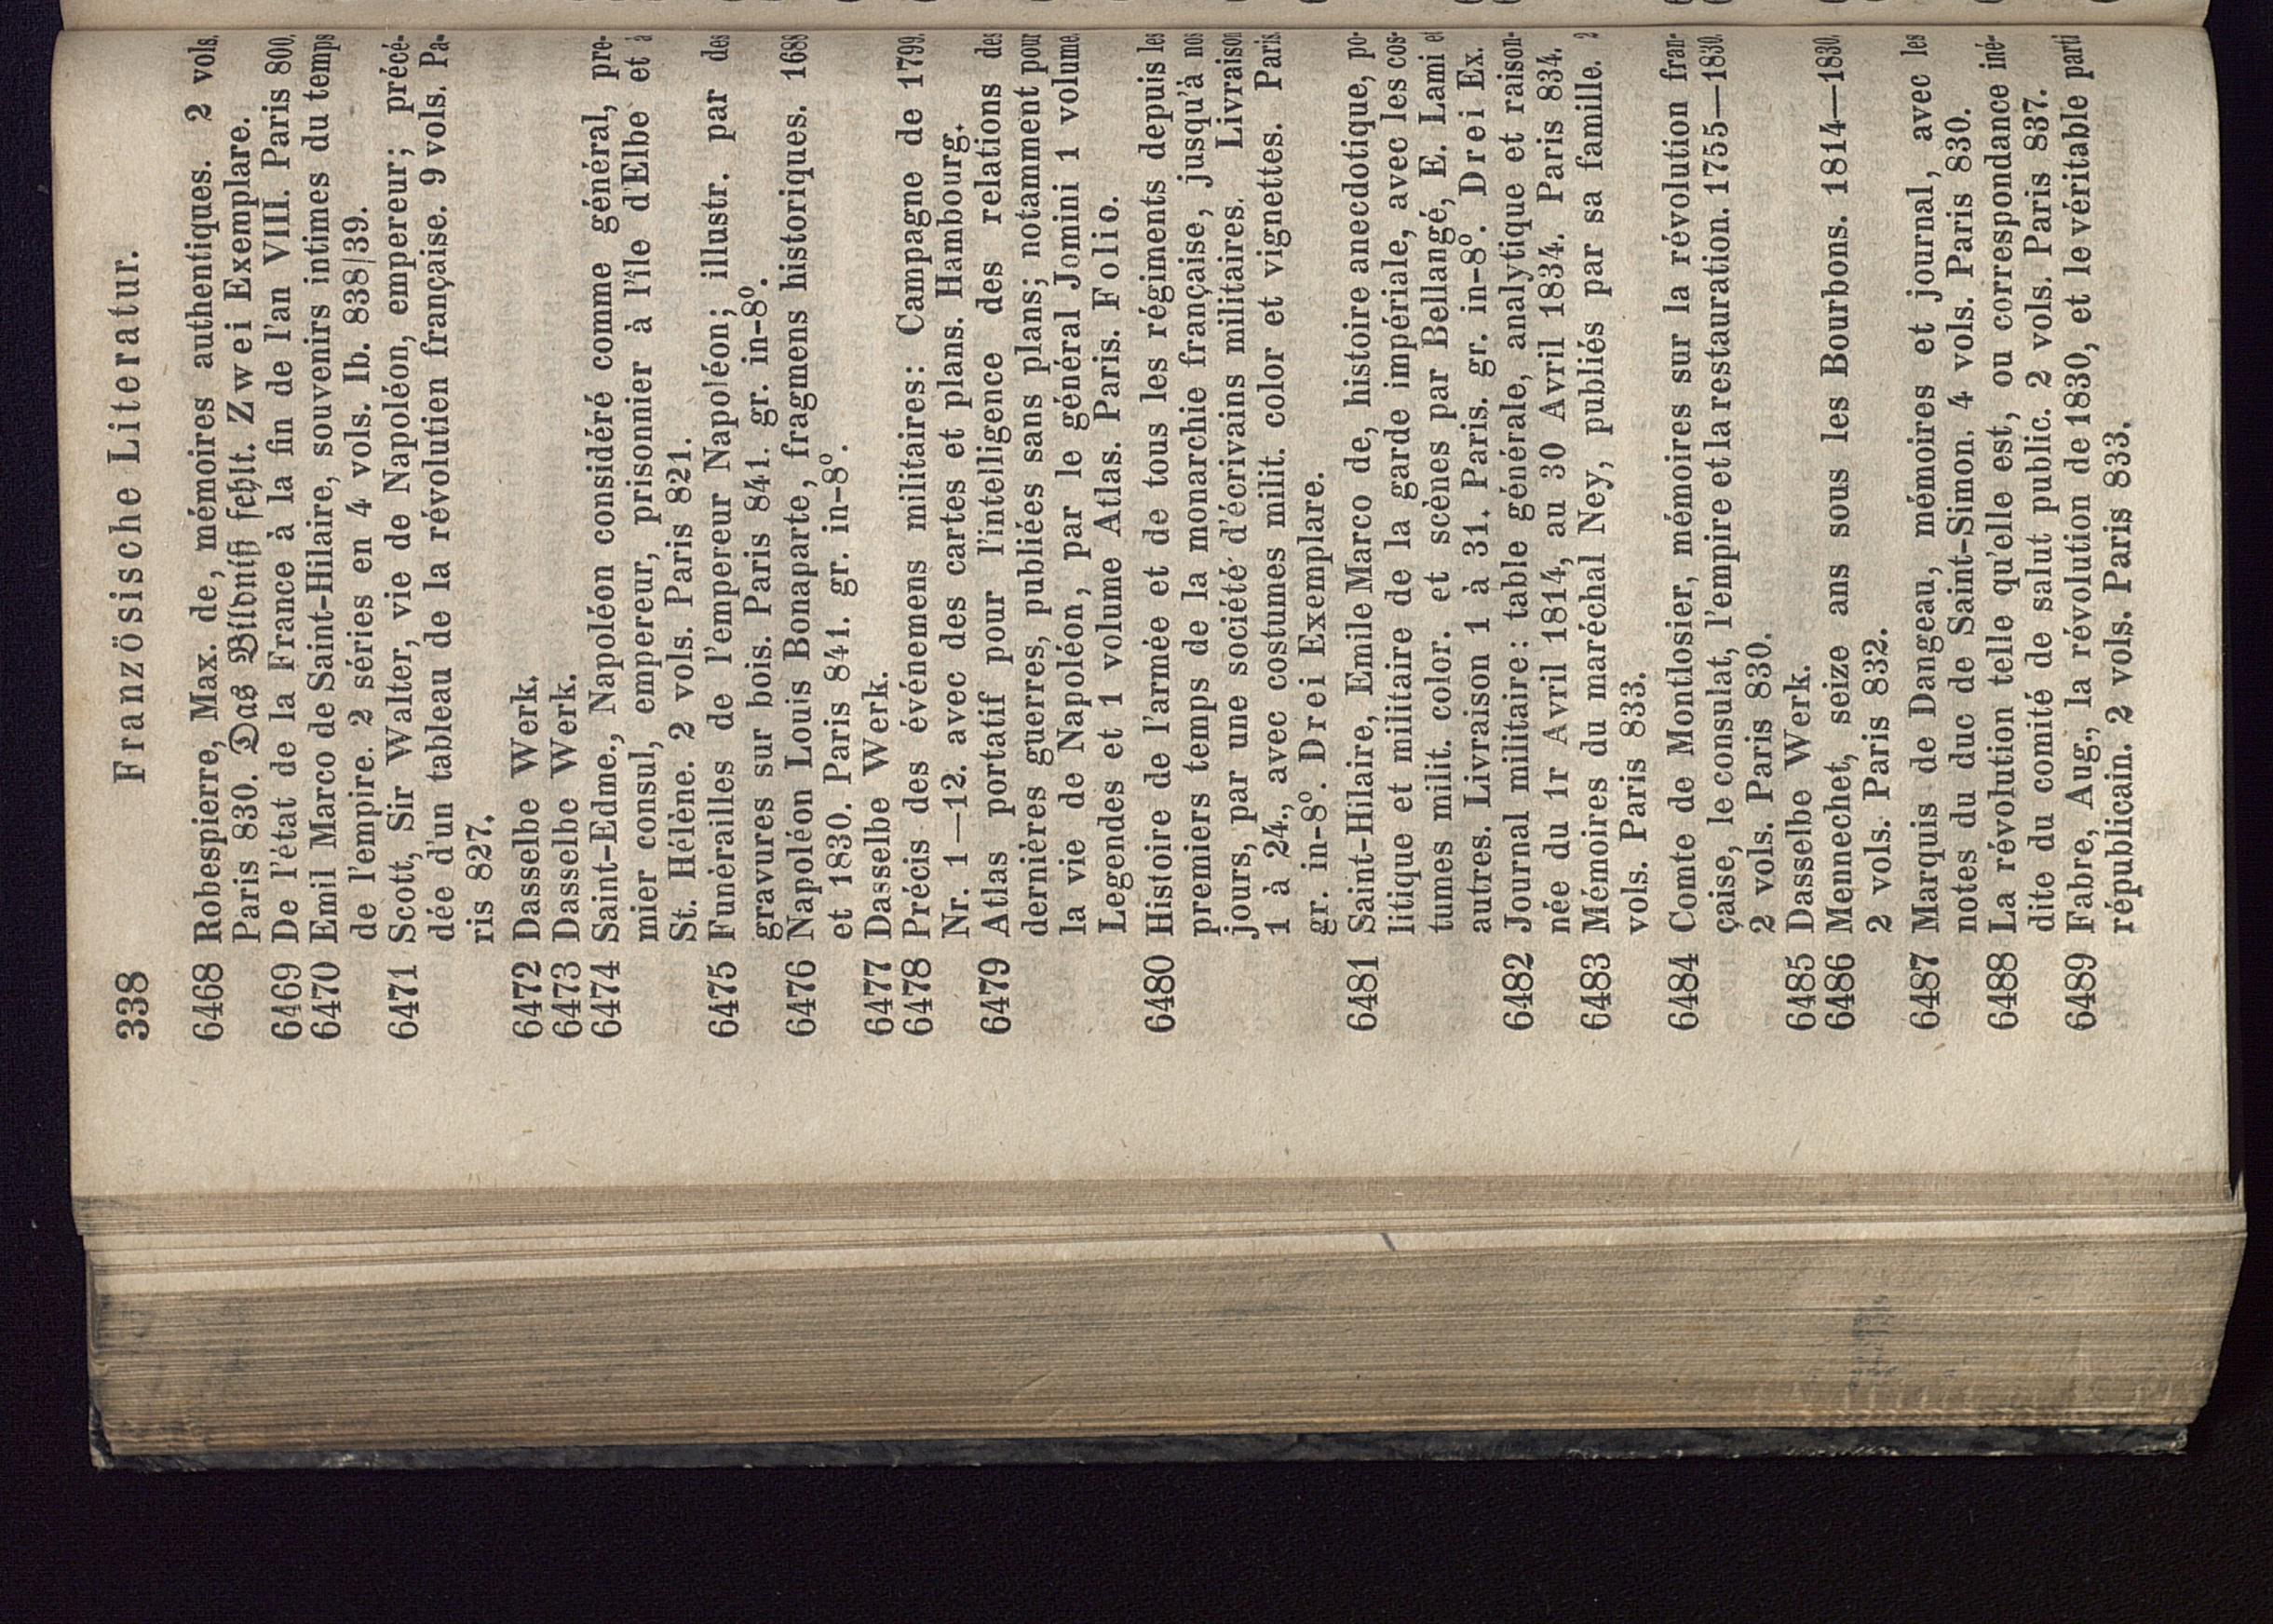 338 Französische Literatur.
6468 Robespierre, Max. de, mémoires authentiques. 2 vols.
Paris 830. Das Bildniß fehlt. Zwei Exemplare.
6469 De l'état de la France à la fin de l'an VIII. Paris 800.
6470 Emil Marco de Saint-Hilaire, souvenirs intimes du temps
de l'empire. 2 séries en 4 vols. Ib. 838/39.
6471 Scott, Sir Walter, vie de Napoléon, empereur; précé-
dée d'un tableau de la révolutien française. 9 vols. Pa-
ris 827.
6472 Dasselbe Werk.
6473 Dasselbe Werk.
6474 Saint-Edme., Napoléon considéré comme général, pre-
mier consul, empereur, prisonnier à l'île d'Elbe et à
St. Hélène. 2 vols. Paris 821.
6475 Funérailles de l'empereur Napoléon; illustr. par des
gravures sur bois. Paris 841. gr. in-8º.
6476 Napoléon Louis Bonaparte, fragmens historiques. 1688
et 1830. Paris 841. gr. in-8º.
6477 Dasselbe Werk.
6478 Précis des événemens militaires: Campagne de 1799.
Nr. 1—12. avec des cartes et plans. Hambourg.
6479 Atlas portatif pour l'intelligence des relations des
dernières guerres, publiées sans plans; notamment pour
la vie de Napoléon, par le général Jomini 1 volume
Legendes et 1 volume Atlas. Paris. Folio.
6480 Histoire de l'armée et de tous les régiments depuis les
premiers temps de la monarchie française, jusqu'à nos
jours, par une société d'écrivains militaires. Livraison
1 à 24., avec costumes milit. color et vignettes. Paris.
gr. in-8º. Drei Exemplare.
6481 Saint-Hilaire, Emile Marco de, histoire anecdotique, po-
litique et militaire de la garde impériale, avec les cos-
tumes milit. color. et scènes par Bellangé, E. Lami et
autres. Livraison 1 à 31. Paris. gr. in-8º. Drei Ex.
6482 Journal militaire: table générale, analytique et raison-
née du 1r Avril 1814, au 30 Avril 1834. Paris 834.
6483 Mémoires du maréchal Ney, publiés par sa famille. 2
vols. Paris 833.
6484 Comte de Montlosier, mémoires sur la révolution fran-
çaise, le consulat, l'empire et la restauration. 1755—1830.
2 vols. Paris 830.
6485 Dasselbe Werk.
6486 Mennechet, seize ans sous les Bourbons. 1814—1830.
2 vols. Paris 832.
6487 Marquis de Dangeau, mémoires et journal, avec les
notes du duc de Saint-Simon. 4 vols. Paris 830.
6488 La révolution telle qu'elle est, ou correspondance iné-
dite du comité de salut public. 2 vols. Paris 837.
6489 Fabre, Aug., la révolution de 1830, et le véritable parti
républicain. 2 vols. Paris 833.